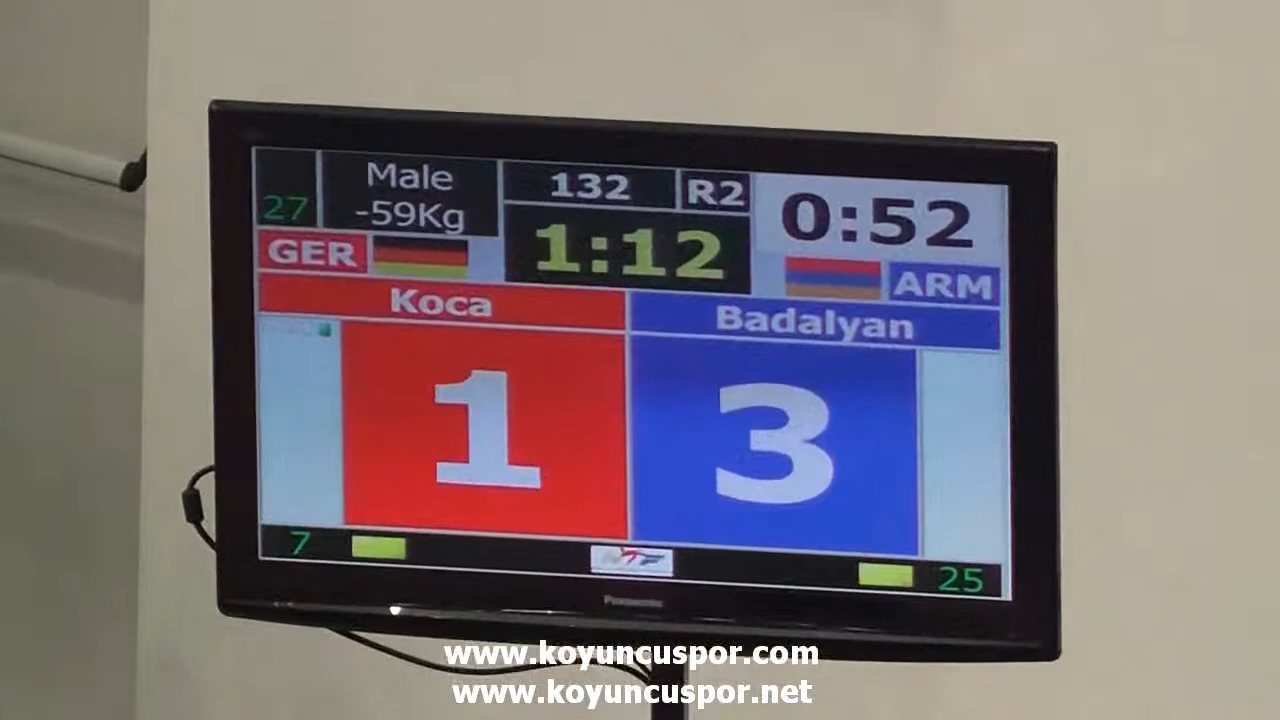 27
Male
-59Kg
132
R2
0:52
1:12
GER
ARM
Koca
Badalyan
1
3
7
WTF
25
Panasonic
www.koyuncuspor.com
www.koyuncuspor.net